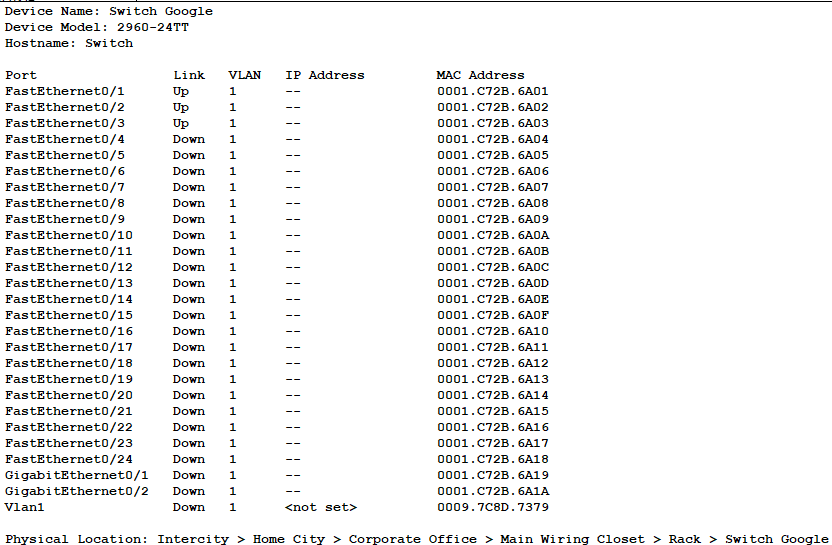 Device Name: Switch Google
Device Model: 2960-24TT
Hostname: Switch
Port Link VLAN IP Address MAC Address
FastEthernet0/1 Up 1 -- 0001.C72B.6A01
FastEthernet0/2 Up 1 -- 0001.C72B.6A02
FastEthernet0/3 Up 1 -- 0001.C72B.6A03
FastEthernet0/4 Down 1 -- 0001.C72B.6A04
FastEthernet0/5 Down 1 -- 0001.C72B.6A05
FastEthernet0/6 Down 1 -- 0001.C72B.6A06
FastEthernet0/7 Down 1 -- 0001.C72B.6A07
FastEthernet0/8 Down 1 -- 0001.C72B.6A08
FastEthernet0/9 Down 1 -- 0001.C72B.6A09
FastEthernet0/10 Down 1 -- 0001.C72B.6A0A
FastEthernet0/11 Down 1 -- 0001.C72B.6A0B
FastEthernet0/12 Down 1 -- 0001.C72B.6A0C
FastEthernet0/13 Down 1 -- 0001.C72B.6A0D
FastEthernet0/14 Down 1 -- 0001.C72B.6A0E
FastEthernet0/15 Down 1 -- 0001.C72B.6A0F
FastEthernet0/16 Down 1 -- 0001.C72B.6A10
FastEthernet0/17 Down 1 -- 0001.C72B.6A11
FastEthernet0/18 Down 1 -- 0001.C72B.6A12
FastEthernet0/19 Down 1 -- 0001.C72B.6A13
FastEthernet0/20 Down 1 -- 0001.C72B.6A14
FastEthernet0/21 Down 1 -- 0001.C72B.6A15
FastEthernet0/22 Down 1 -- 0001.C72B.6A16
FastEthernet0/23 Down 1 -- 0001.C72B.6A17
FastEthernet0/24 Down 1 -- 0001.C72B.6A18
GigabitEthernet0/1 Down 1 -- 0001.C72B.6A19
GigabitEthernet0/2 Down 1 -- 0001.C72B.6A1A
Vlan1 Down 1 <not set> 0009.7C8D.7379
Physical Location: Intercity > Home City > Corporate Office > Main Wiring Closet > Rack > Switch Google